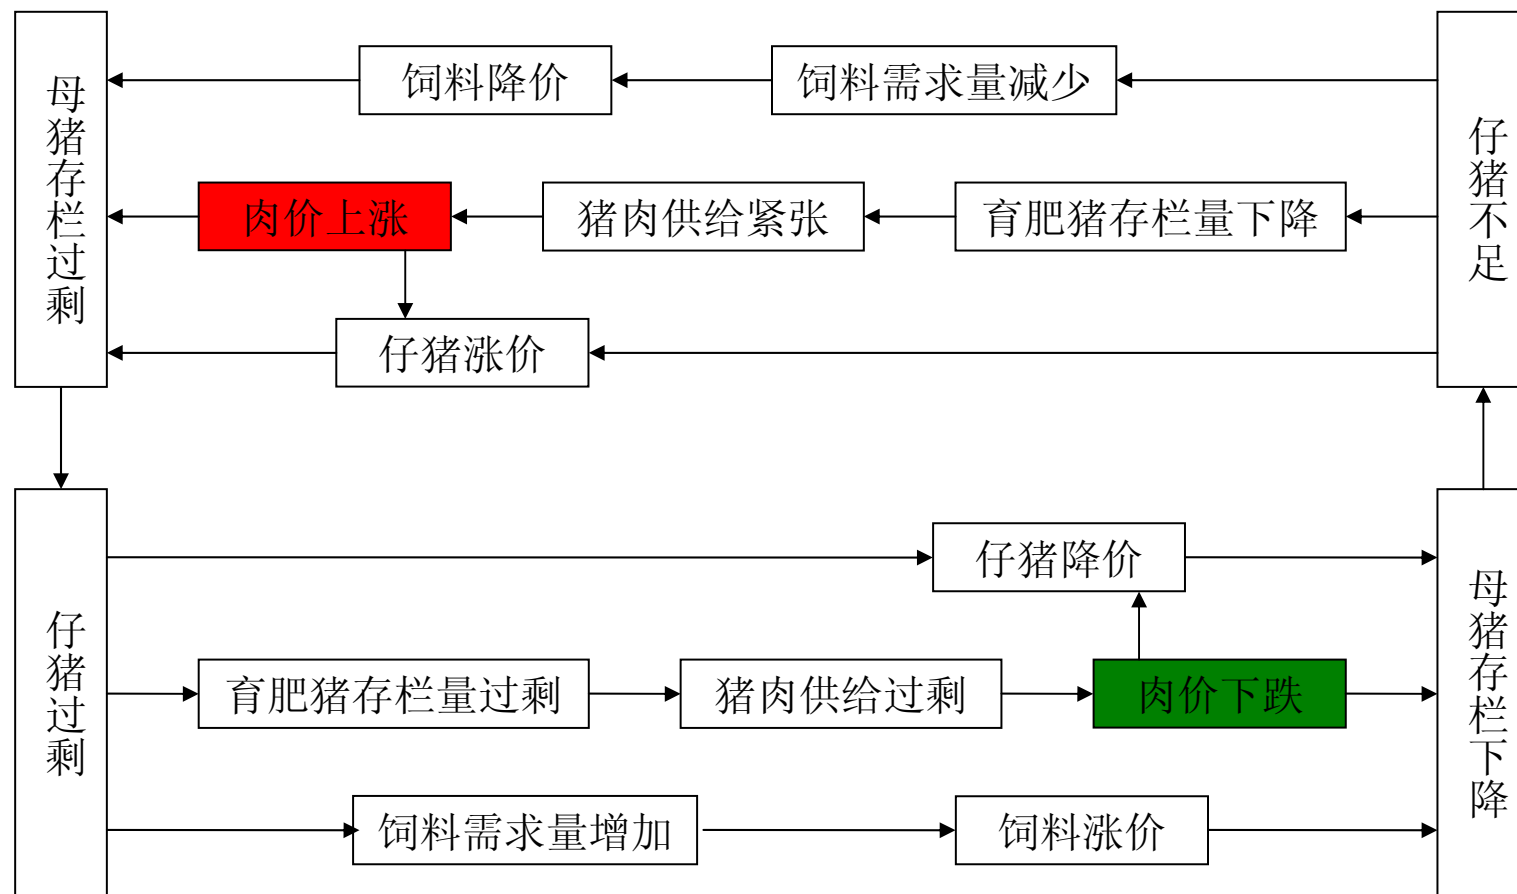 母猪存栏过剩
饲料降价
饲料需求量减少
仔猪不足
肉价上涨
猪肉供给紧张
育肥猪存栏量下降
仔猪涨价
仔猪过剩
仔猪降价
母猪存栏下降
育肥猪存栏量过剩
猪肉供给过剩
肉价下跌
饲料需求量增加
饲料涨价